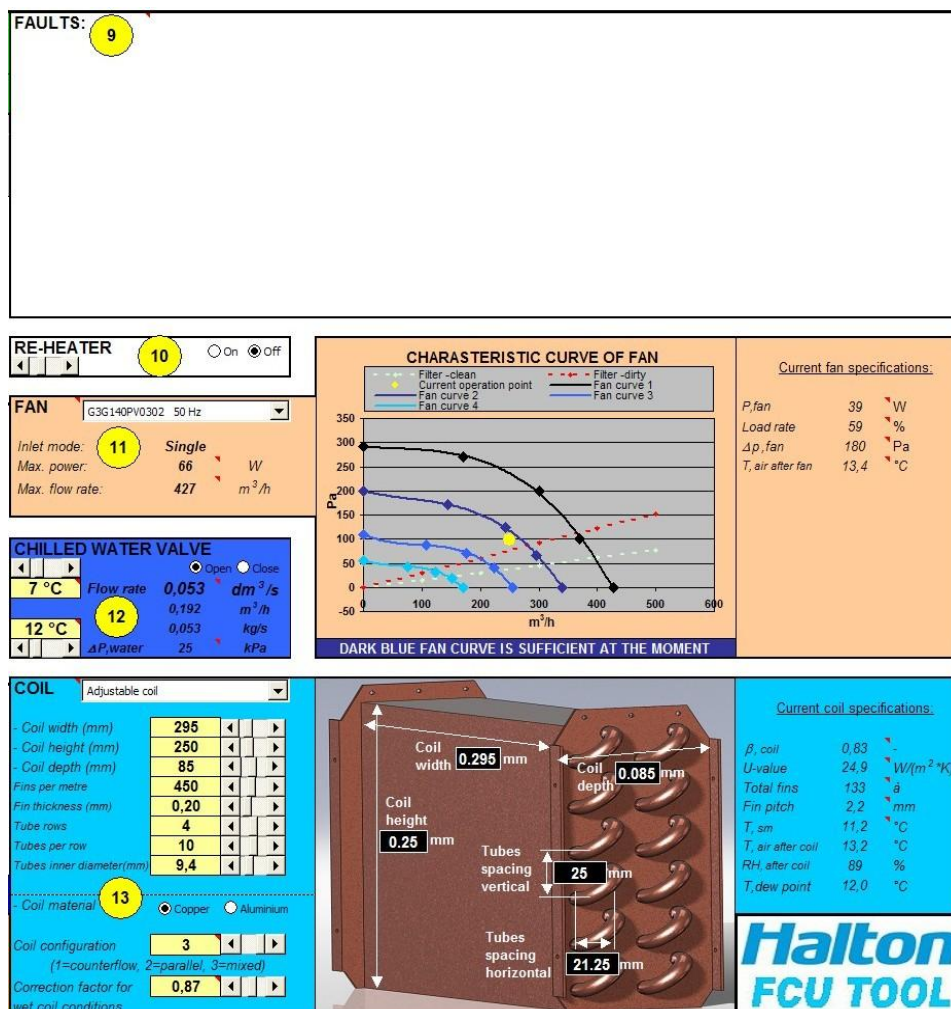 FAULTS: 9
RE-HEATER 10 On Off
FAN G3G140PV0302 50 Hz
Inlet mode: 11 Single
Max. power: 66 W
Max. flow rate: 427 m³/h
CHARASTERISTIC CURVE OF FAN
Filter -clean Filter -dirty
Current operation point Fan curve 1
Fan curve 2 Fan curve 3
Fan curve 4
350
300
250
200
150
100
50
0
-50
Pa
0 100 200 300 400 500 600
m³/h
DARK BLUE FAN CURVE IS SUFFICIENT AT THE MOMENT
Current fan specifications:
P,fan 39 W
Load rate 59 %
Δp,fan 180 Pa
T, air after fan 13,4 °C
CHILLED WATER VALVE
Open Close
7 °C Flow rate 0,053 dm³/s
12 0,192 m³/h
12 °C 0,053 kg/s
ΔP,water 25 kPa
COIL Adjustable coil
- Coil width (mm) 295
- Coil height (mm) 250
- Coil depth (mm) 85
Fins per metre 450
Fin thickness (mm) 0,20
Tube rows 4
Tubes per row 10
Tubes inner diameter(mm) 9,4
- Coil material 13 Copper Aluminium
Coil configuration 3
(1=counterflow, 2=parallel, 3=mixed)
Correction factor for 0,87
wet coil conditions
Coil width 0.295 mm
Coil depth 0.085 mm
Coil height
0.25 mm
Tubes spacing vertical
25 mm
Tubes spacing horizontal
21.25 mm
Current coil specifications:
β, coil 0,83 -
U-value 24,9 W/(m²*K)
Total fins 133 à
Fin pitch 2,2 mm
T, sm 11,2 °C
T, air after coil 13,2 °C
RH, after coil 89 %
T,dew point 12,0 °C
Halton
FCU TOOL